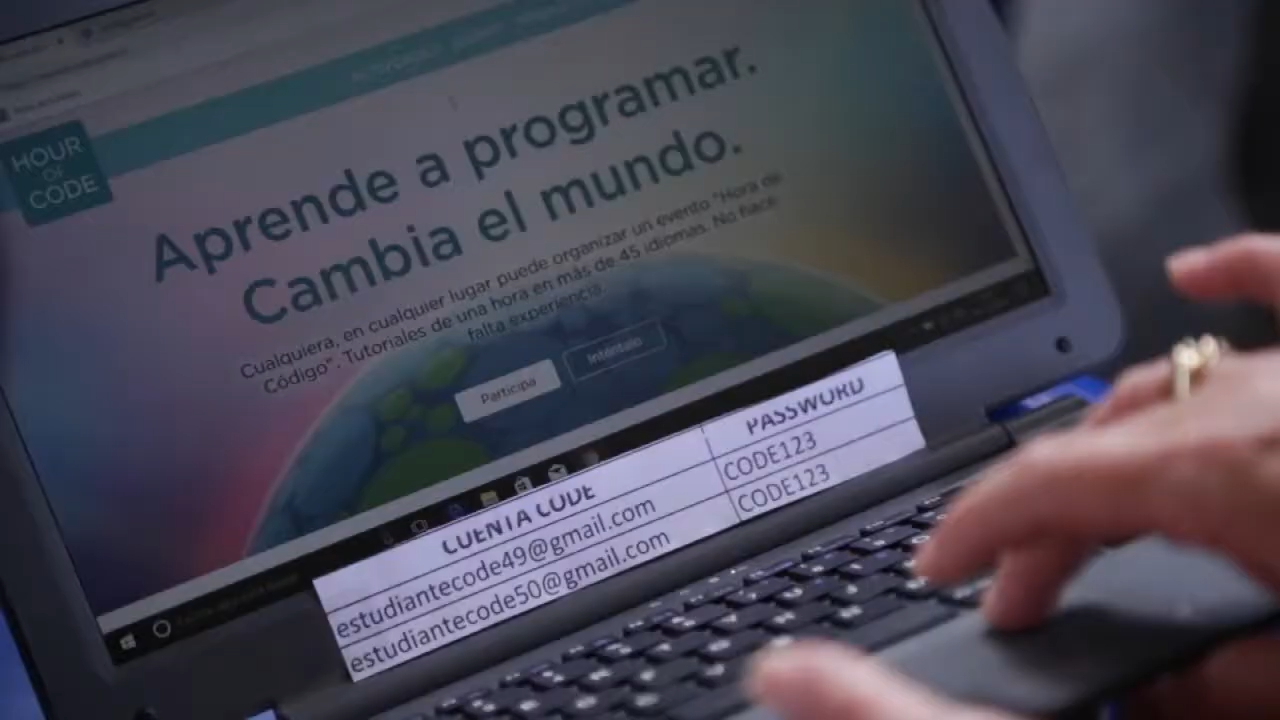 HOUR
OF
CODE
Aprende a programar.
Cambia el mundo.
Cualquiera, en cualquier lugar puede organizar un evento "Hora de
Código". Tutoriales de una hora en más de 45 idiomas. No hace
falta experiencia.
Participa
Inténtalo
CUENTA CODE PASSWORD
estudiantecode49@gmail.com CODE123
estudiantecode50@gmail.com CODE123